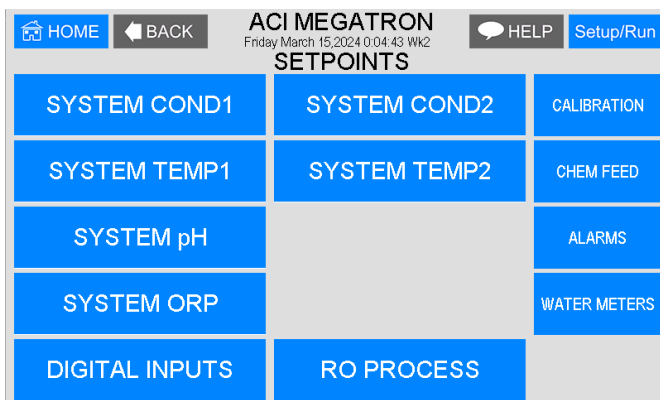 HOME
BACK
ACI MEGATRON
HELP
Setup/Run
Friday March 15,2024 0:04:43 Wk2
SETPOINTS
SYSTEM COND1
SYSTEM COND2
CALIBRATION
SYSTEM TEMP1
SYSTEM TEMP2
CHEM FEED
SYSTEM pH
ALARMS
SYSTEM ORP
WATER METERS
DIGITAL INPUTS
RO PROCESS